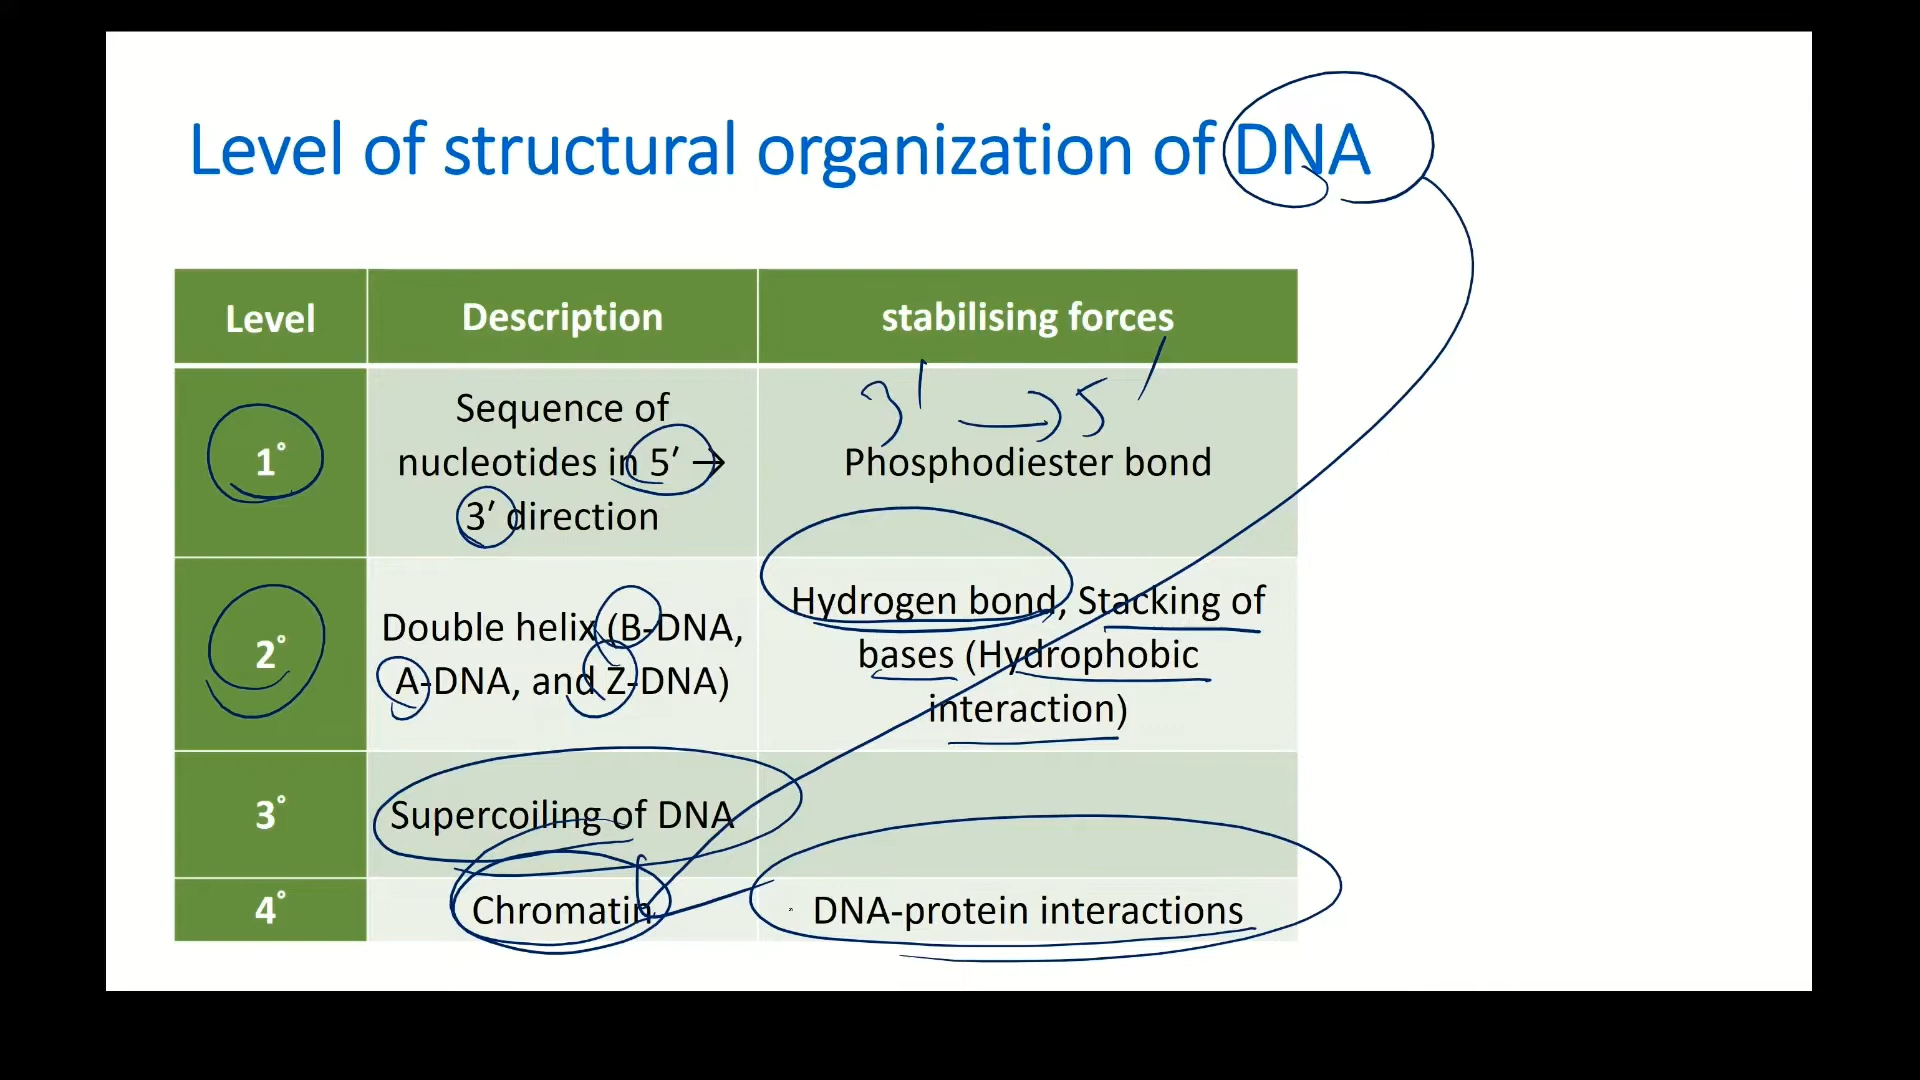 Level of structural organization of DNA
Level
Description
stabilising forces
1°
Sequence of
nucleotides in 5′ →
3′ direction
3' → 5'
Phosphodiester bond
2°
Double helix (B-DNA,
A-DNA, and Z-DNA)
Hydrogen bond, Stacking of
bases (Hydrophobic
interaction)
3°
Supercoiling of DNA
4°
Chromatin
DNA-protein interactions